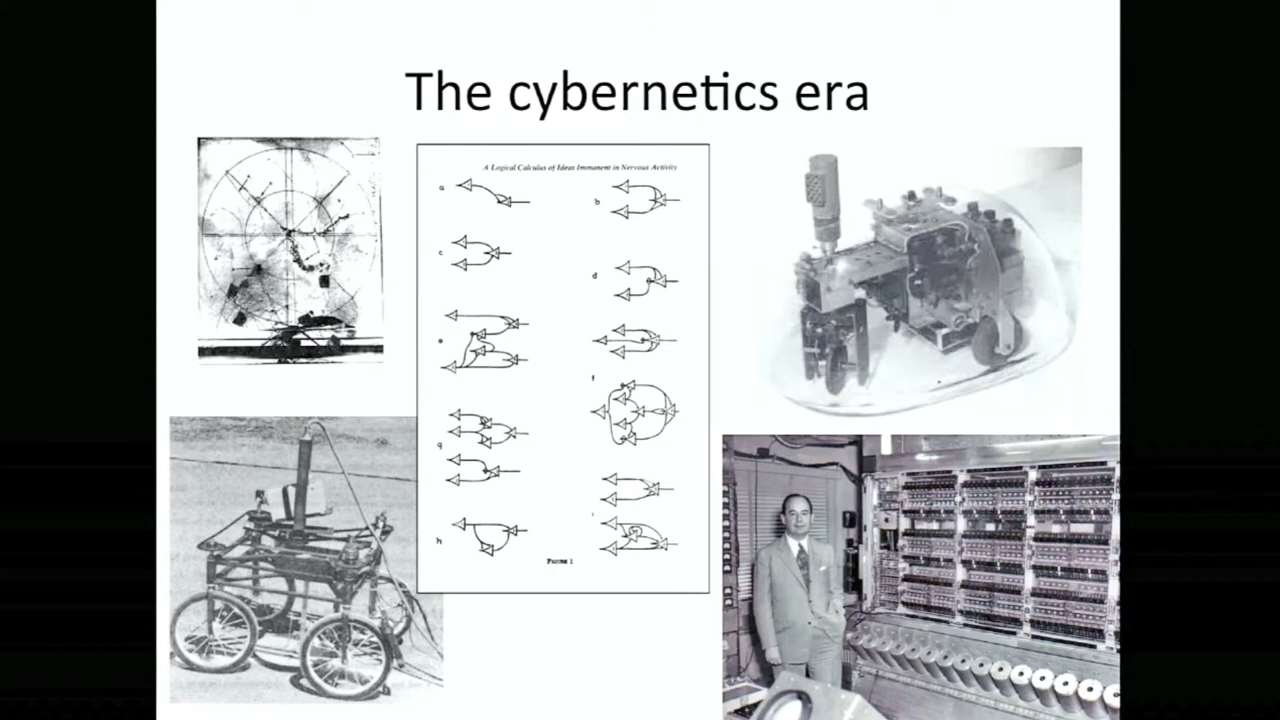 The cybernetics era
A Logical Calculus of Ideas Immanent in Nervous Activity
a
b
c
d
e
f
g
h
FIGURE 1